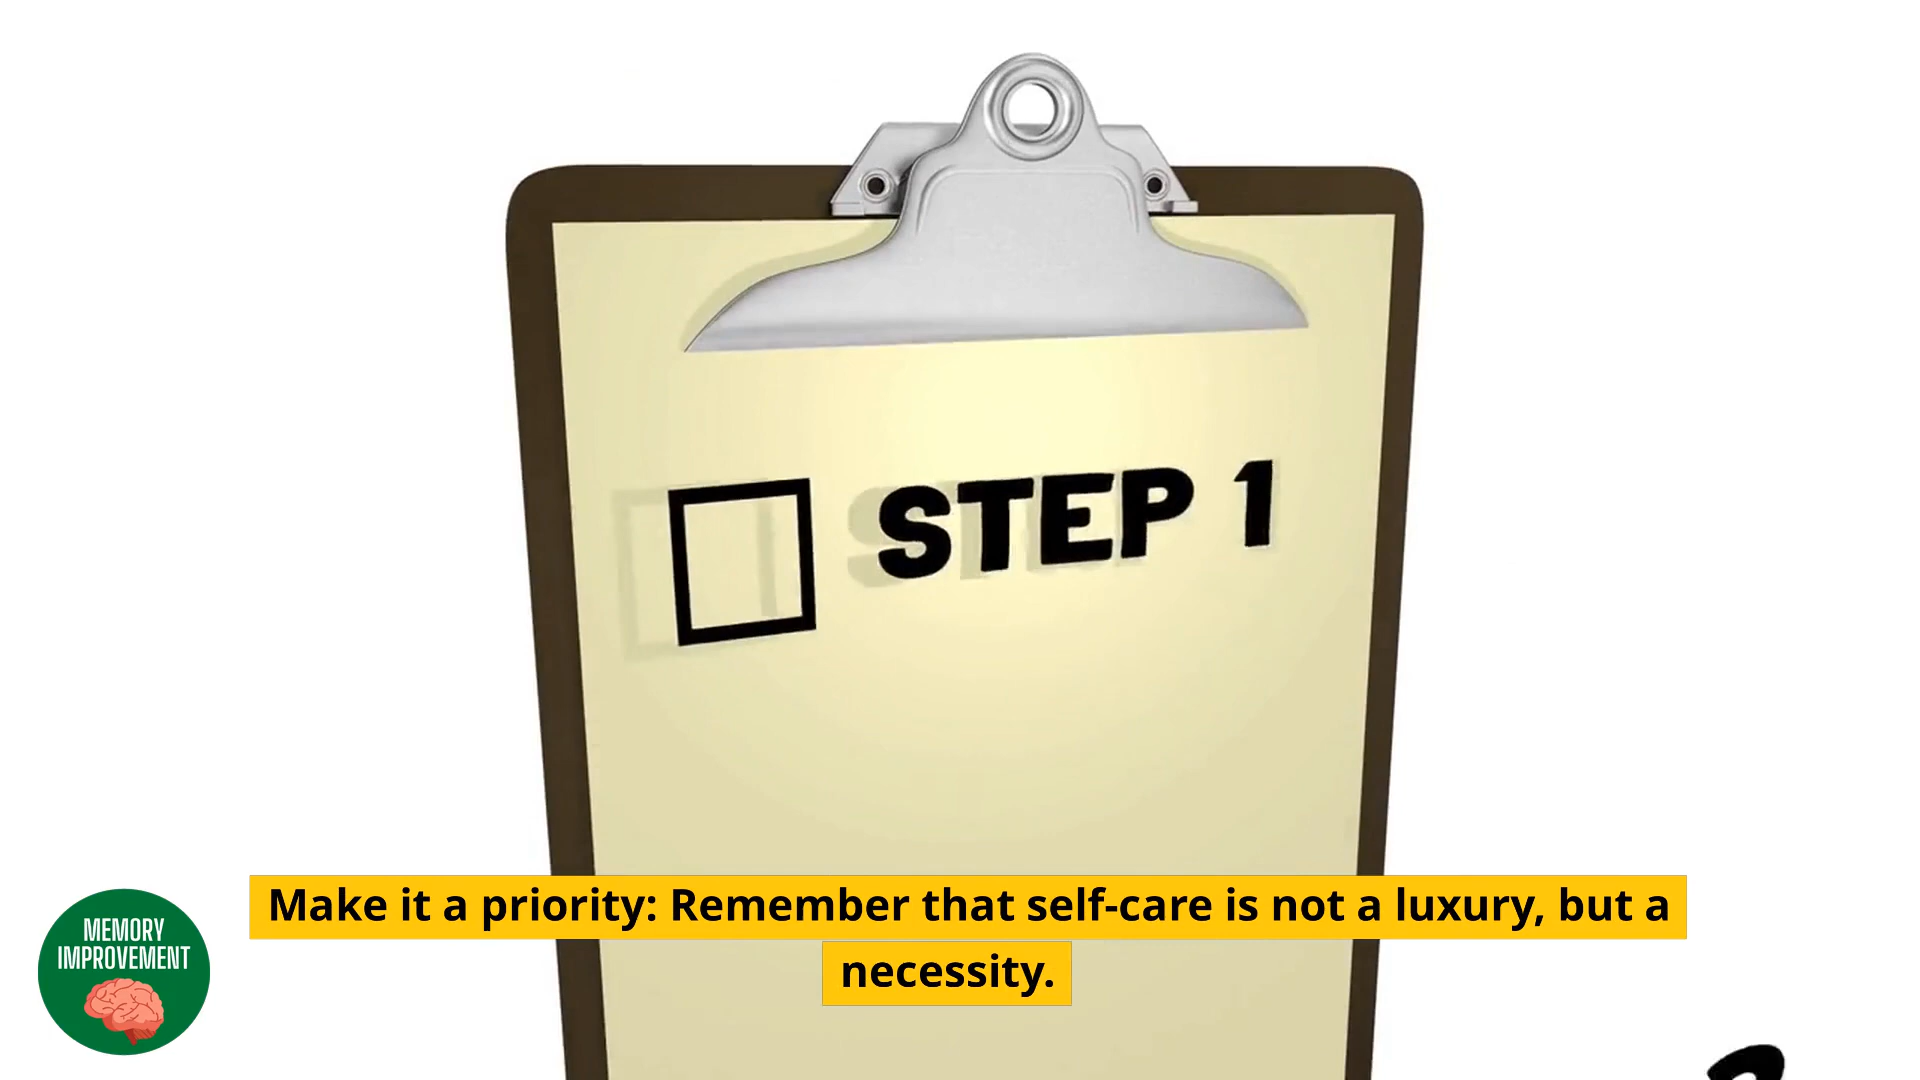 STEP 1
Make it a priority: Remember that self-care is not a luxury, but a
necessity.
MEMORY
IMPROVEMENT